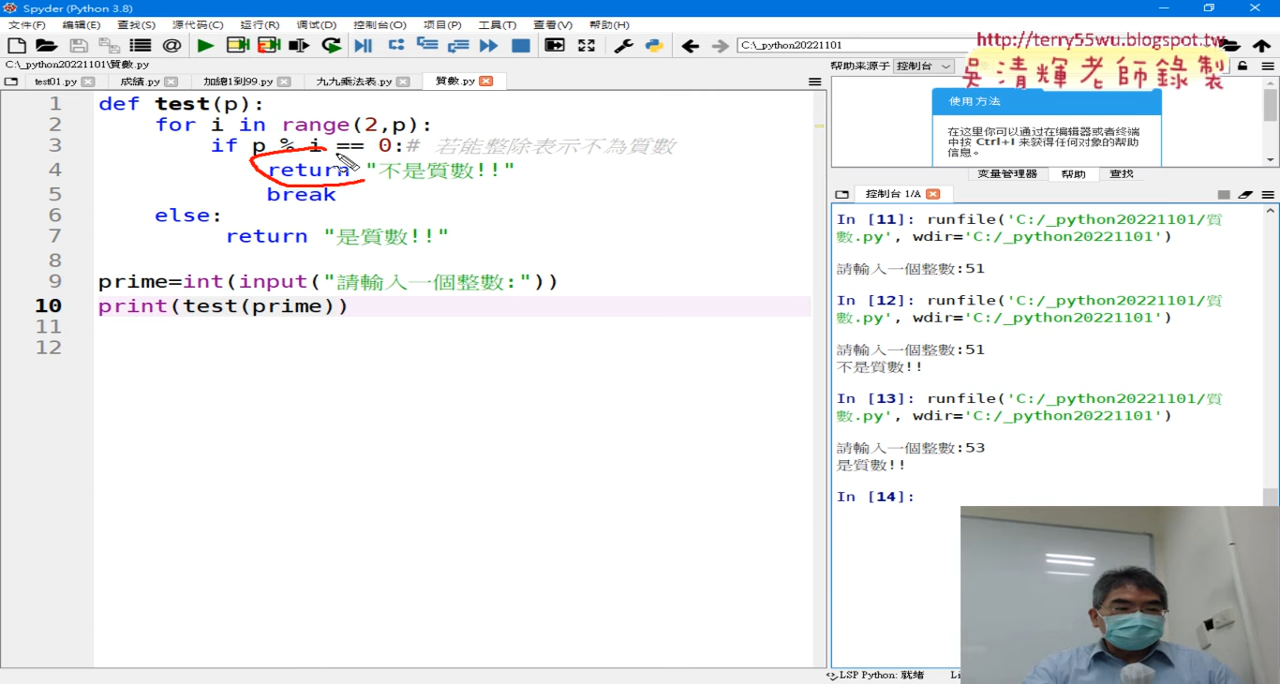 Spyder (Python 3.8)
文件(F) 编辑(E) 查找(S) 源代码(C) 运行(R) 调试(D) 控制台(O) 项目(P) 工具(T) 查看(V) 帮助(H)
C:\_python20221101
http://terry55wu.blogspot.tw
吳清輝老師錄製
C:\_python20221101\質數.py
帮助来源于 控制台
test01.py 成績.py 加總1到99.py 九九乘法表.py 質數.py
1 def test(p):
2 for i in range(2,p):
3 if p % i == 0:# 若能整除表示不為質數
4 return "不是質數!!"
5 break
6 else:
7 return "是質數!!"
8
9 prime=int(input("請輸入一個整數:"))
10 print(test(prime))
11
12
使用方法
在这里你可以通过在编辑器或者终端
中按 Ctrl+I 来获得任何对象的帮助
信息。
变量管理器 帮助 查找
控制台 1/A
In [11]: runfile('C:/_python20221101/質
數.py', wdir='C:/_python20221101')
請輸入一個整數:51
In [12]: runfile('C:/_python20221101/質
數.py', wdir='C:/_python20221101')
請輸入一個整數:51
不是質數!!
In [13]: runfile('C:/_python20221101/質
數.py', wdir='C:/_python20221101')
請輸入一個整數:53
是質數!!
In [14]:
LSP Python: 就绪